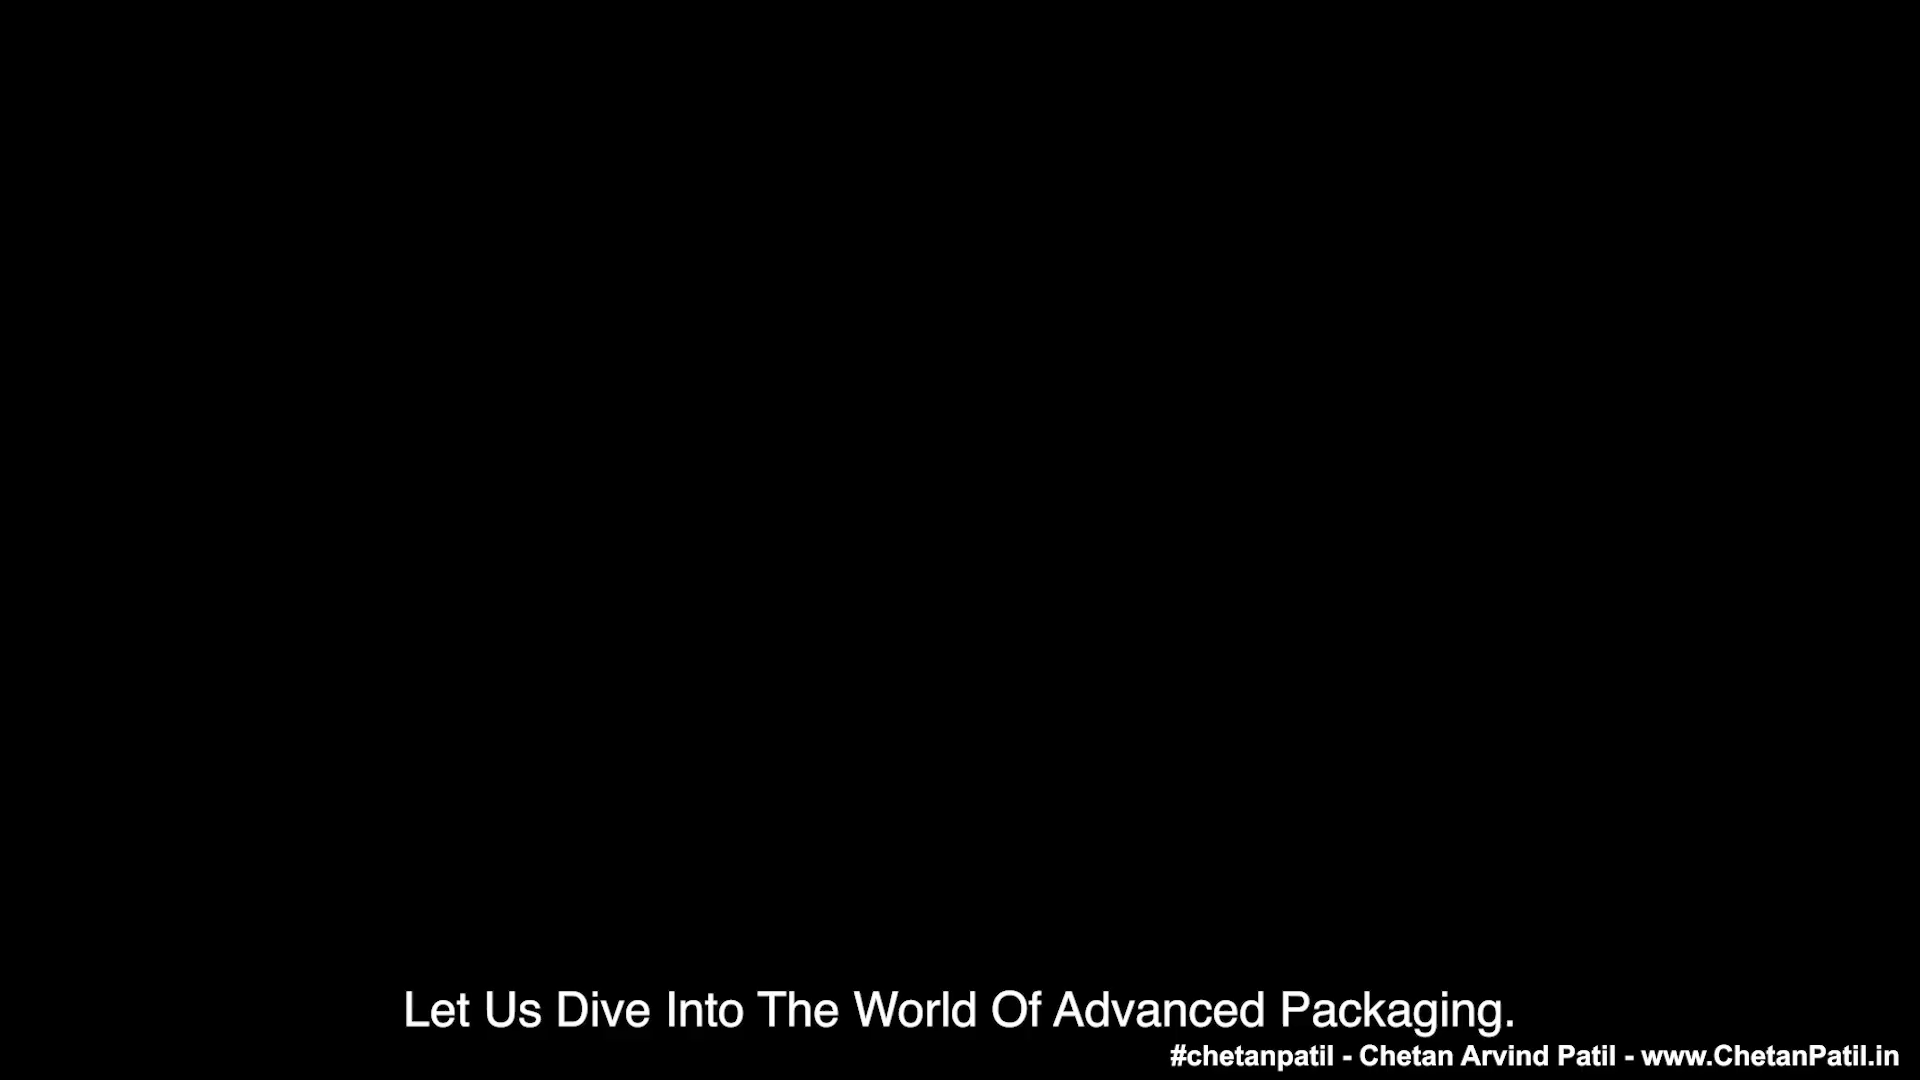 Let Us Dive Into The World Of Advanced Packaging.
#chetanpatil - Chetan Arvind Patil - www.ChetanPatil.in